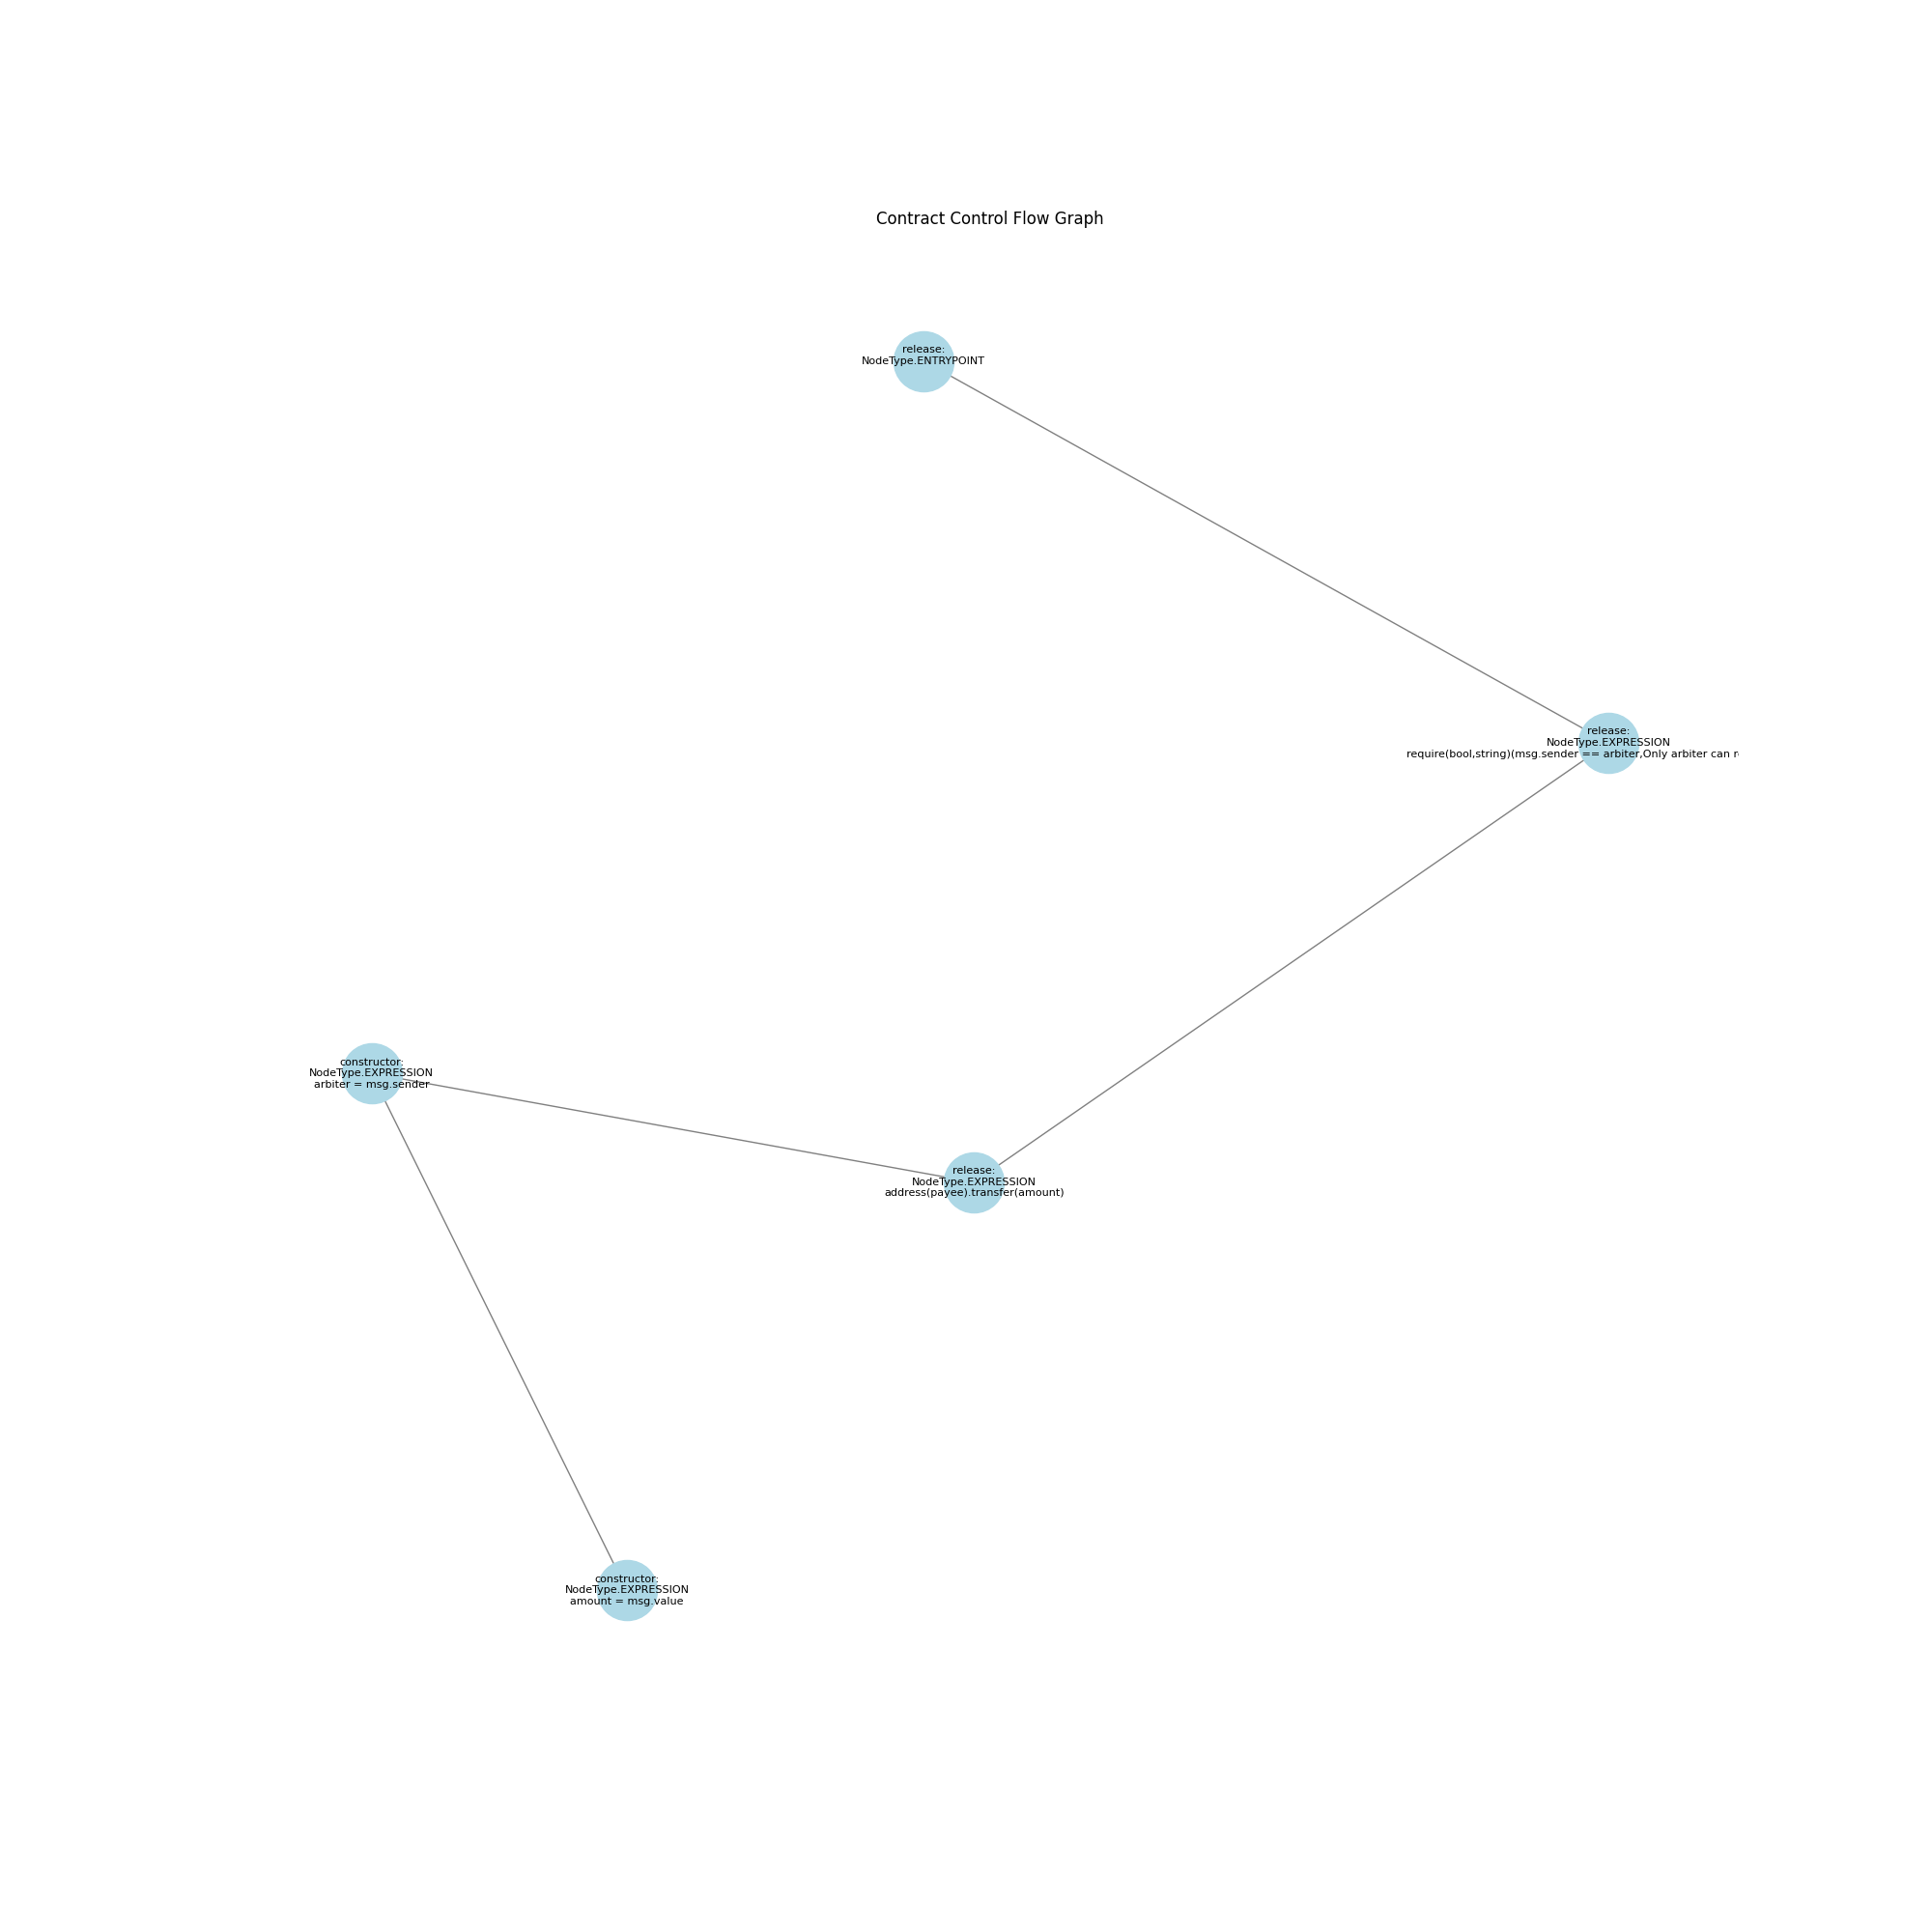 Contract Control Flow Graph
release:
NodeType.ENTRYPOINT
release:
NodeType.EXPRESSION
require(bool,string)(msg.sender == arbiter,Only arbiter can
constructor:
NodeType.EXPRESSION
arbiter = msg.sender
release:
NodeType.EXPRESSION
address(payee).transfer(amount)
constructor:
NodeType.EXPRESSION
amount = msg.value